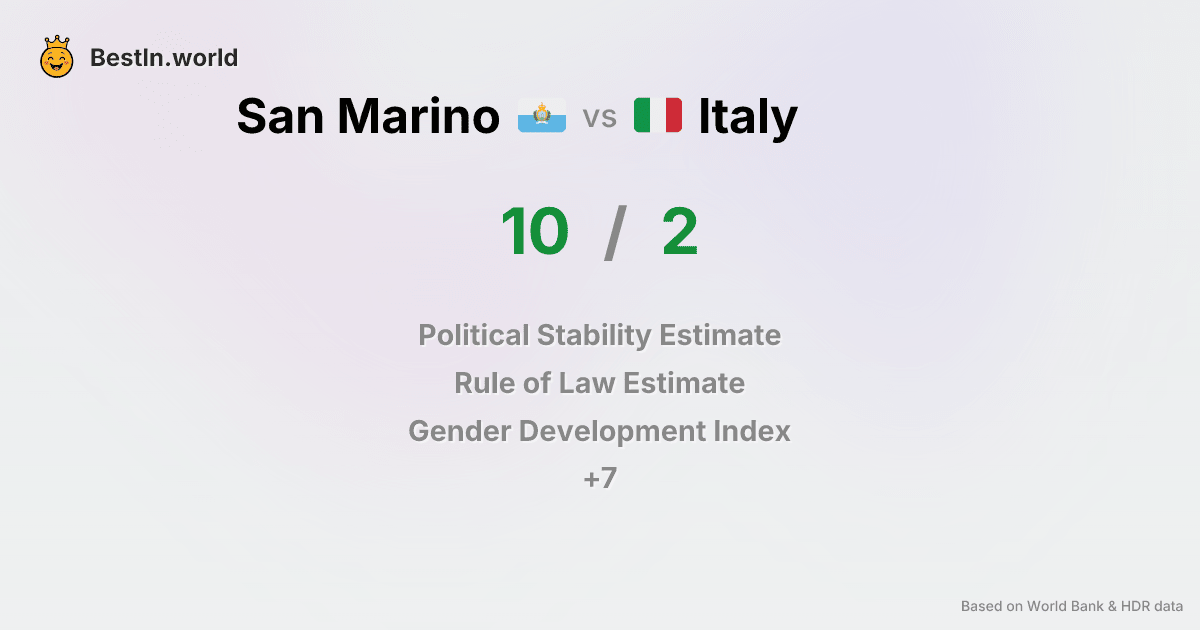 BestIn.world
San Marino vs Italy
10 / 2
Political Stability Estimate
Rule of Law Estimate
Gender Development Index
+7
Based on World Bank & HDR data